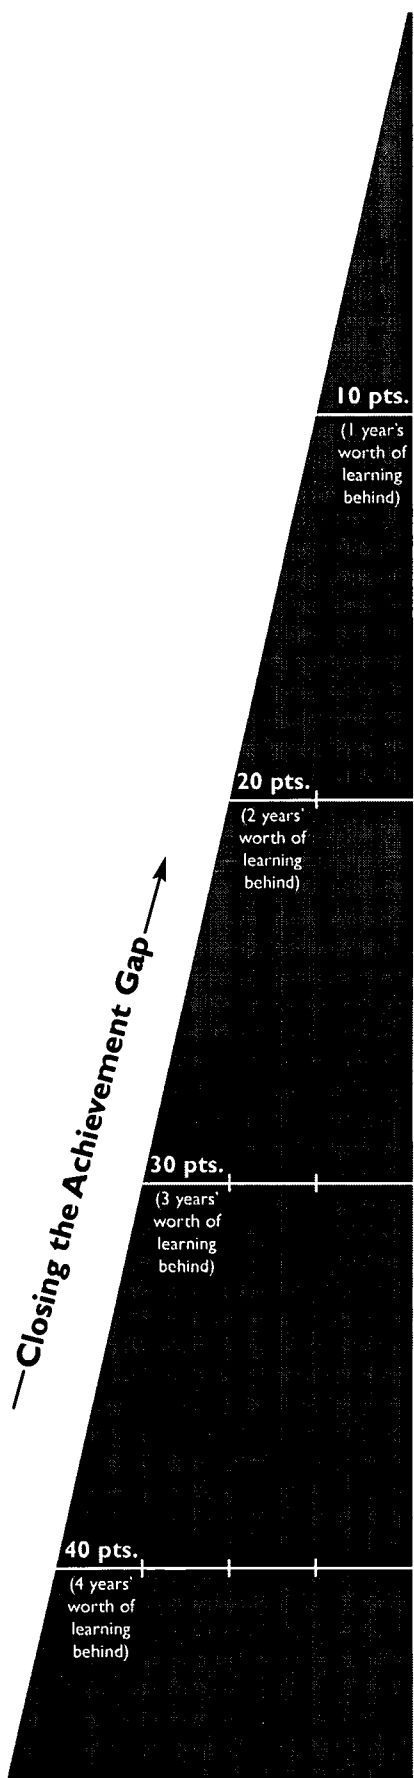 10 pts.
(1 year's
worth of
learning
behind)
20 pts.
(2 years'
worth of
learning
behind)
Closing the Achievement Gap
30 pts.
(3 years'
worth of
learning
behind)
40 pts.
(4 years'
worth of
learning
behind)